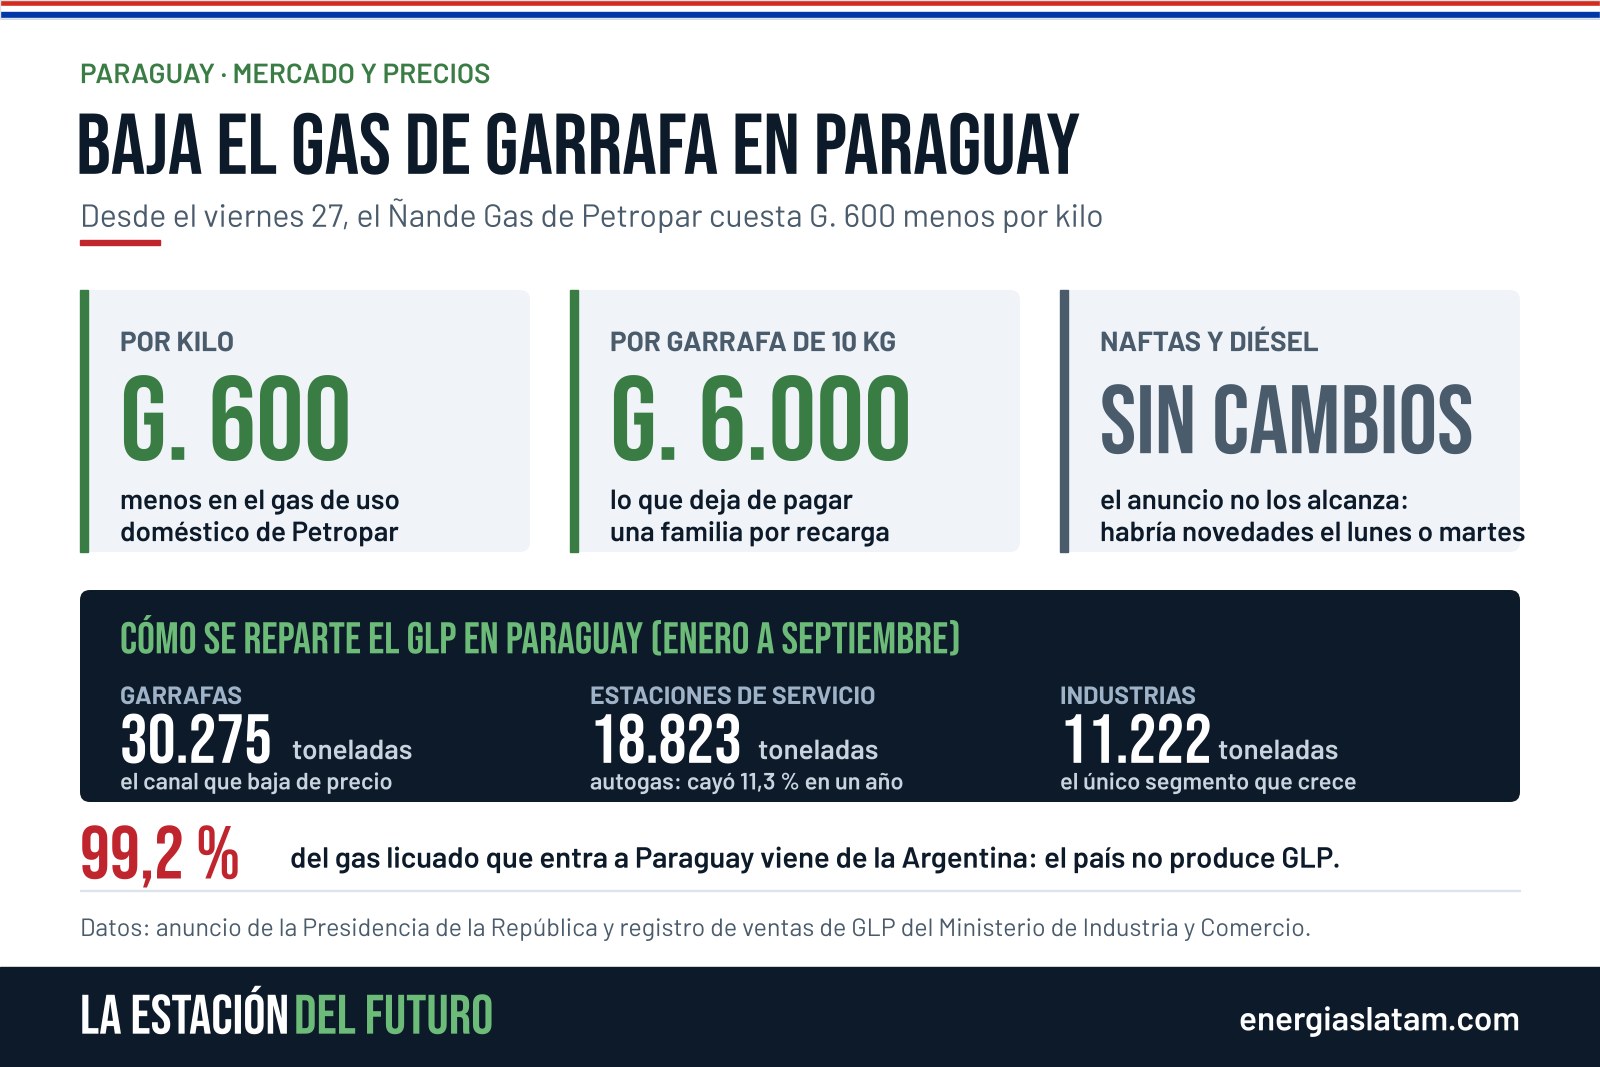 PARAGUAY · MERCADO Y PRECIOS
BAJA EL GAS DE GARRAFA EN PARAGUAY
Desde el viernes 27, el Ñande Gas de Petropar cuesta G. 600 menos por kilo
POR KILO
G. 600
menos en el gas de uso
doméstico de Petropar
POR GARRAFA DE 10 KG
G. 6.000
lo que deja de pagar
una familia por recarga
NAFTAS Y DIÉSEL
SIN CAMBIOS
el anuncio no los alcanza:
habría novedades el lunes o martes
CÓMO SE REPARTE EL GLP EN PARAGUAY (ENERO A SEPTIEMBRE)
GARRAFAS
30.275 toneladas
el canal que baja de precio
ESTACIONES DE SERVICIO
18.823 toneladas
autogas: cayó 11,3 % en un año
INDUSTRIAS
11.222 toneladas
el único segmento que crece
99,2 % del gas licuado que entra a Paraguay viene de la Argentina: el país no produce GLP.
Datos: anuncio de la Presidencia de la República y registro de ventas de GLP del Ministerio de Industria y Comercio.
LA ESTACIÓN DEL FUTURO
energiaslatam.com